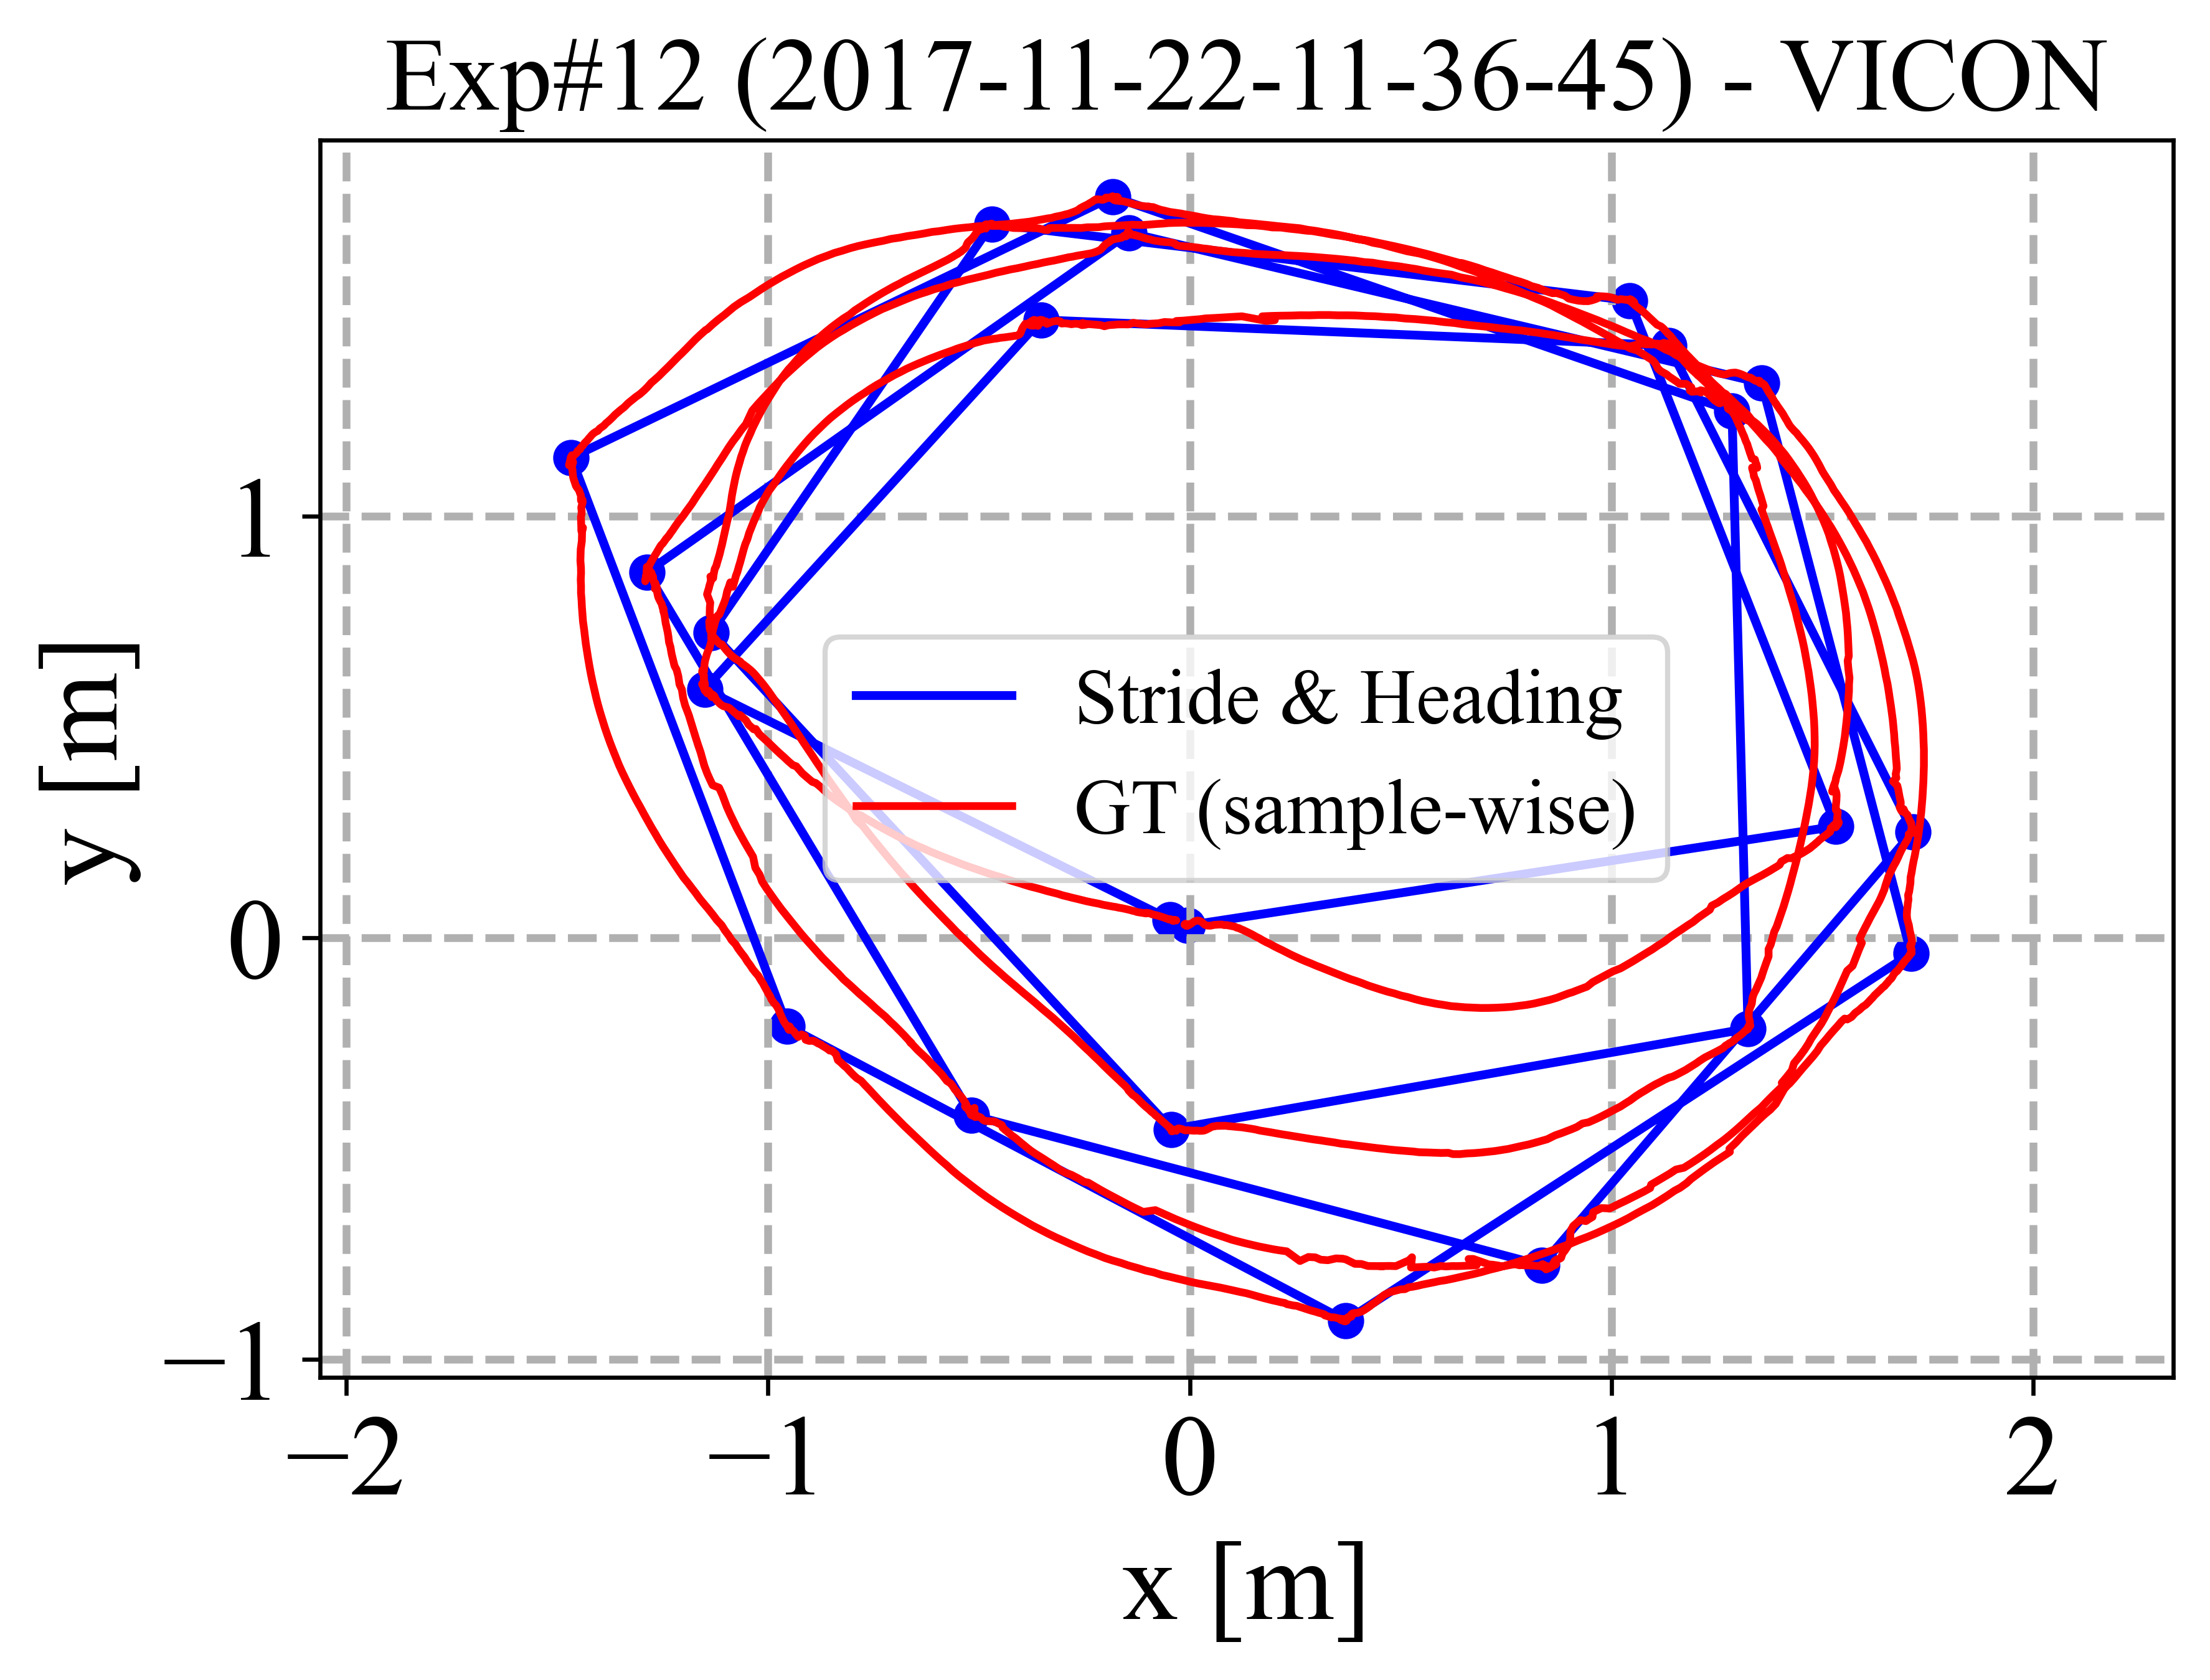 Exp#12 (2017-11-22-11-36-45) - VICON
y [m]
1
0
−1
Stride & Heading
GT (sample-wise)
−2
−1
0
1
2
x [m]